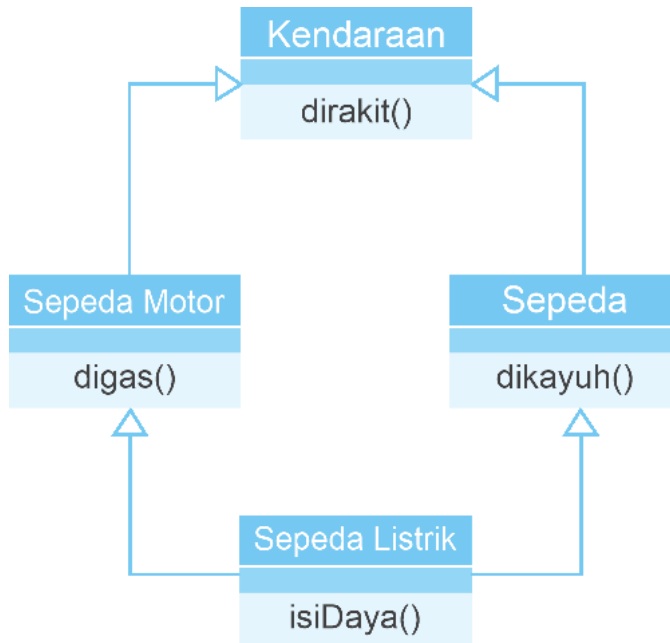 Kendaraan
dirakit()
Sepeda Motor
digas()
Sepeda
dikayuh()
Sepeda Listrik
isiDaya()